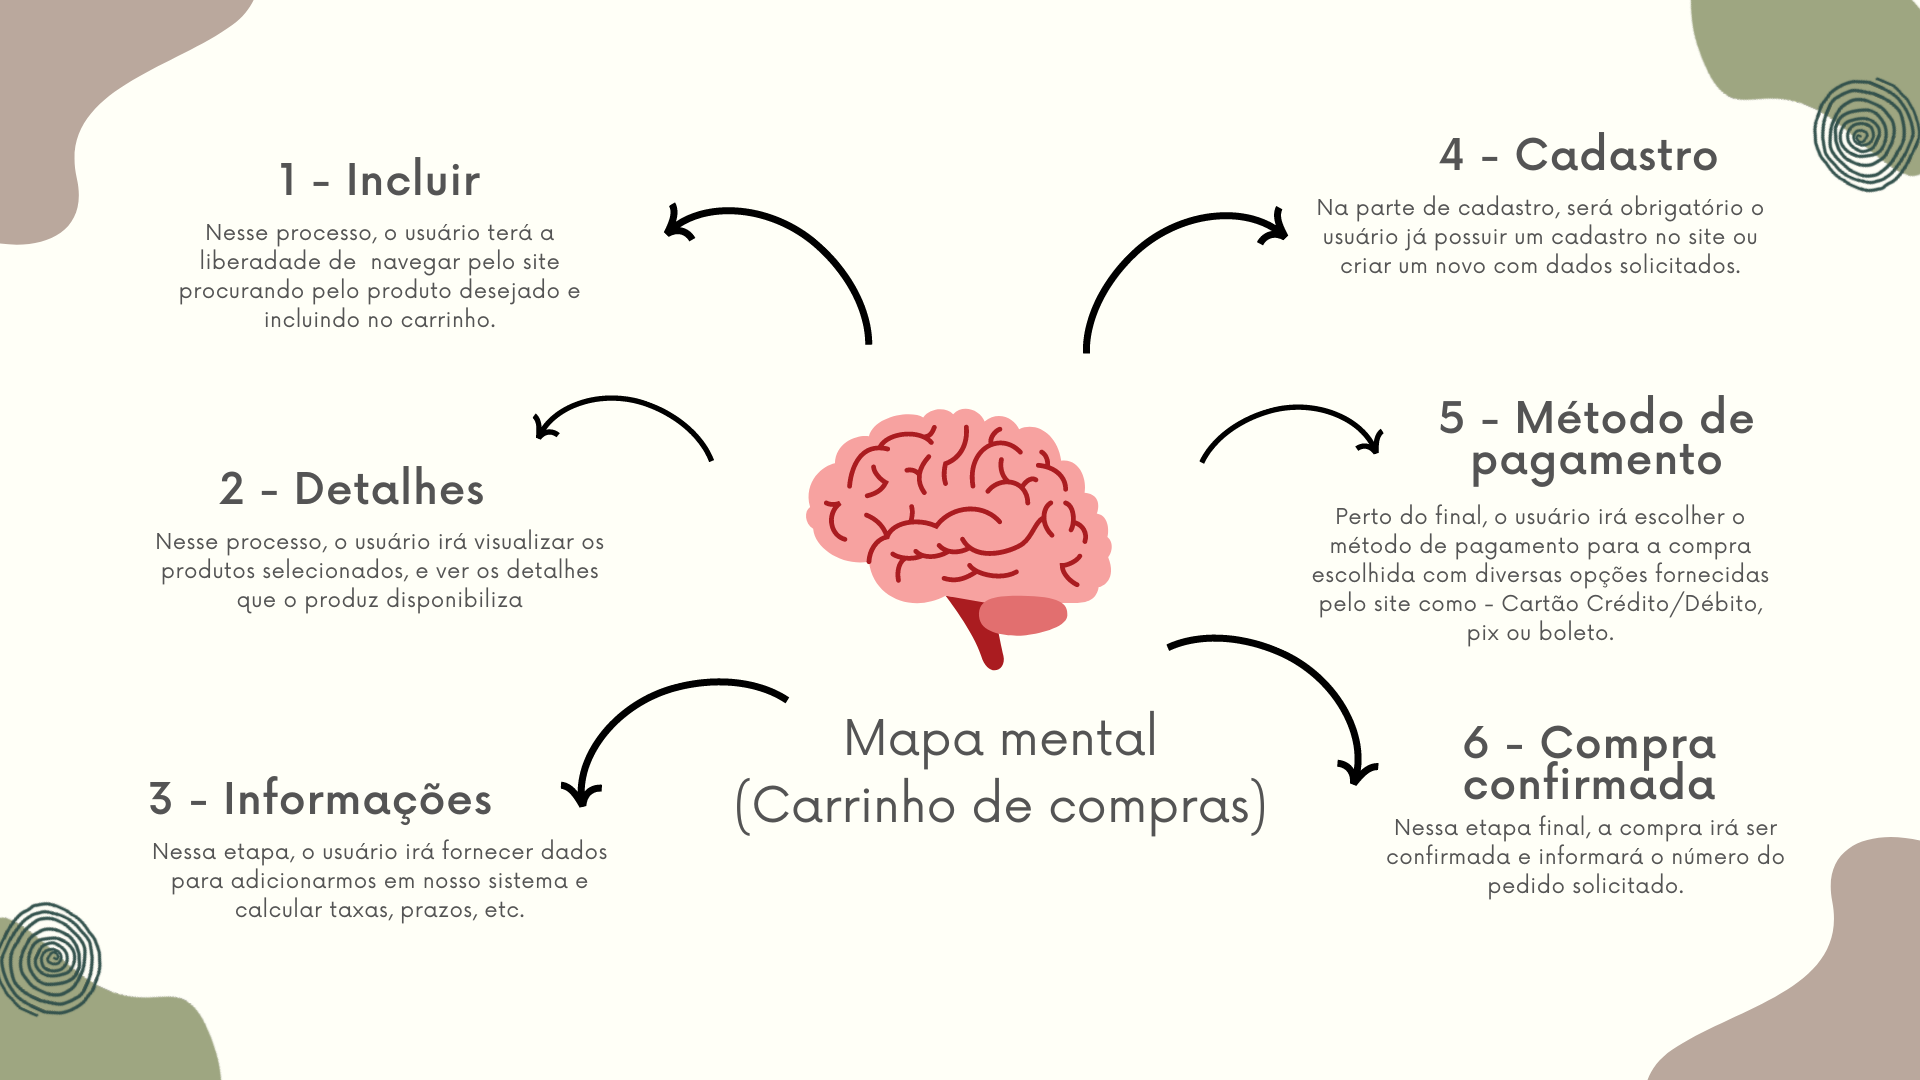 1 - Incluir
Nesse processo, o usuário terá a
liberadade de  navegar pelo site
procurando pelo produto desejado e
incluindo no carrinho.
2 - Detalhes
Nesse processo, o usuário irá visualizar os
produtos selecionados, e ver os detalhes
que o produz disponibiliza
3 - Informações
Nessa etapa, o usuário irá fornecer dados
para adicionarmos em nosso sistema e
calcular taxas, prazos, etc.
Mapa mental
(Carrinho de compras)
4 - Cadastro
Na parte de cadastro, será obrigatório o
usuário já possuir um cadastro no site ou
criar um novo com dados solicitados.
5 - Método de
pagamento
Perto do final, o usuário irá escolher o
método de pagamento para a compra
escolhida com diversas opções fornecidas
pelo site como - Cartão Crédito/Débito,
pix ou boleto.
6 - Compra
confirmada
Nessa etapa final, a compra irá ser
confirmada e informará o número do
pedido solicitado.